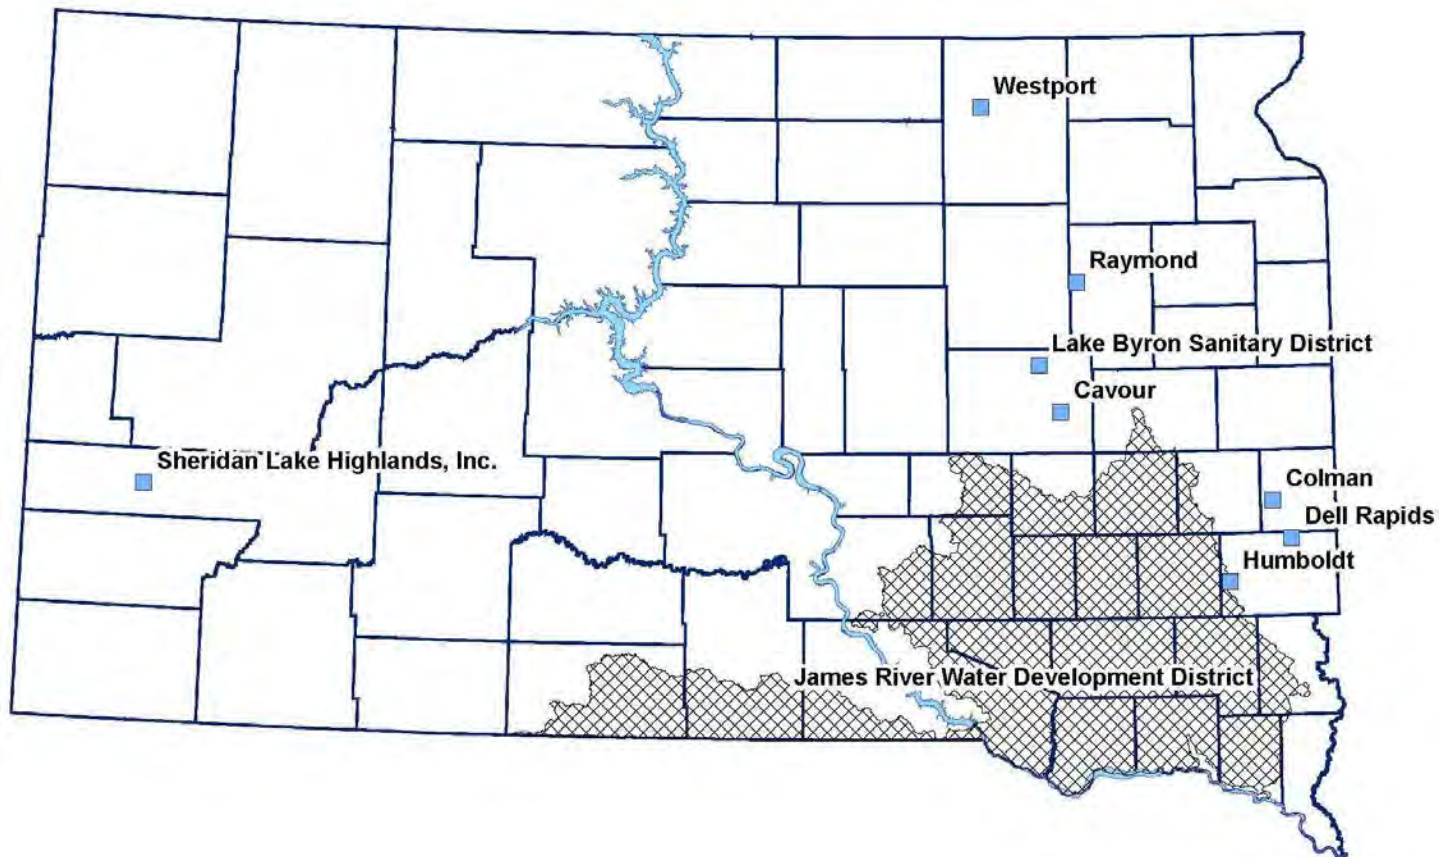 Westport
Raymond
Lake Byron Sanitary District
Cavour
Sheridan Lake Highlands, Inc.
Colman
Dell Rapids
Humboldt
James River Water Development District